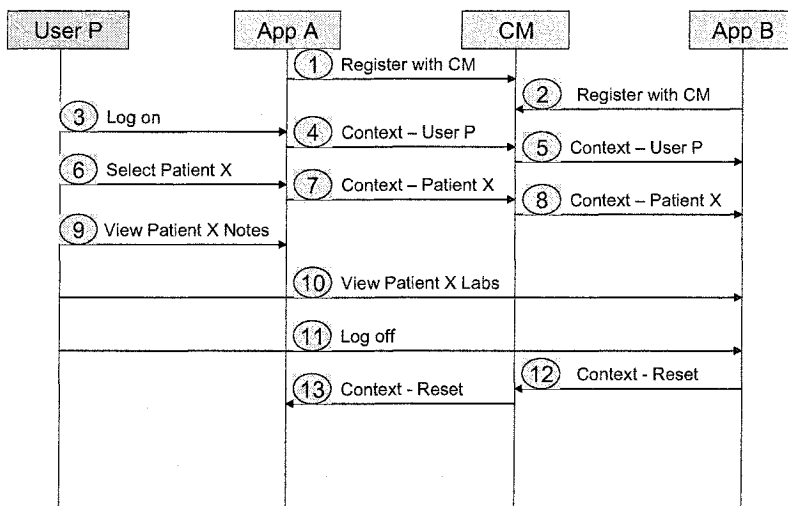 User P
App A
CM
App B
1 Register with CM
2 Register with CM
3 Log on
4 Context – User P
5 Context – User P
6 Select Patient X
7 Context – Patient X
8 Context – Patient X
9 View Patient X Notes
10 View Patient X Labs
11 Log off
12 Context - Reset
13 Context - Reset